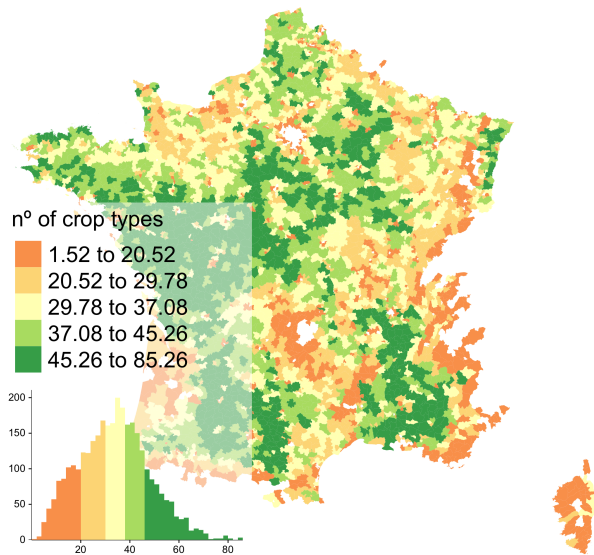 nº of crop types
1.52 to 20.52
20.52 to 29.78
29.78 to 37.08
37.08 to 45.26
45.26 to 85.26
200
150
100
50
0
20 40 60 80